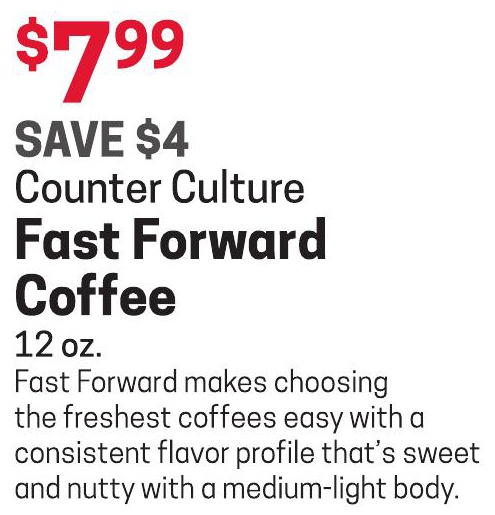 $7.99
SAVE $4
Counter Culture
Fast Forward
Coffee
12 oz.
Fast Forward makes choosing
the freshest coffees easy with a
consistent flavor profile that's sweet
and nutty with a medium-light body.